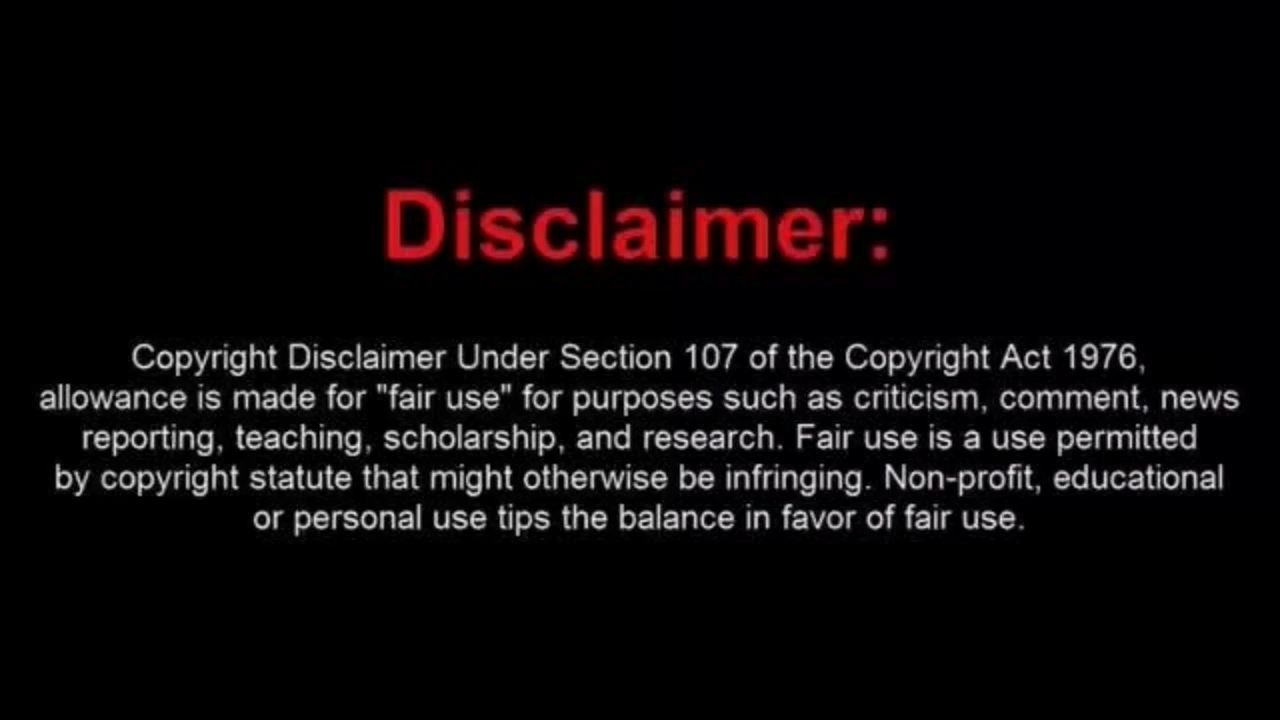 Disclaimer:
Copyright Disclaimer Under Section 107 of the Copyright Act 1976,
allowance is made for "fair use" for purposes such as criticism, comment, news
reporting, teaching, scholarship, and research. Fair use is a use permitted
by copyright statute that might otherwise be infringing. Non-profit, educational
or personal use tips the balance in favor of fair use.